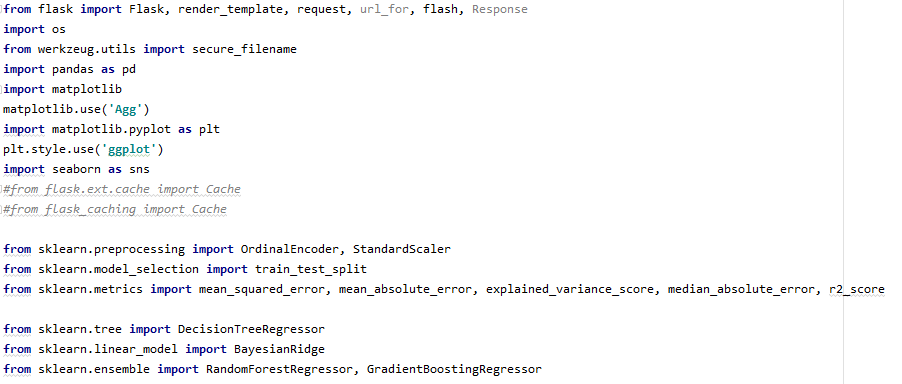 from flask import Flask, render_template, request, url_for, flash, Response
import os
from werkzeug.utils import secure_filename
import pandas as pd
import matplotlib
matplotlib.use('Agg')
import matplotlib.pyplot as plt
plt.style.use('ggplot')
import seaborn as sns
#from flask.ext.cache import Cache
#from flask_caching import Cache
from sklearn.preprocessing import OrdinalEncoder, StandardScaler
from sklearn.model_selection import train_test_split
from sklearn.metrics import mean_squared_error, mean_absolute_error, explained_variance_score, median_absolute_error, r2_score
from sklearn.tree import DecisionTreeRegressor
from sklearn.linear_model import BayesianRidge
from sklearn.ensemble import RandomForestRegressor, GradientBoostingRegressor